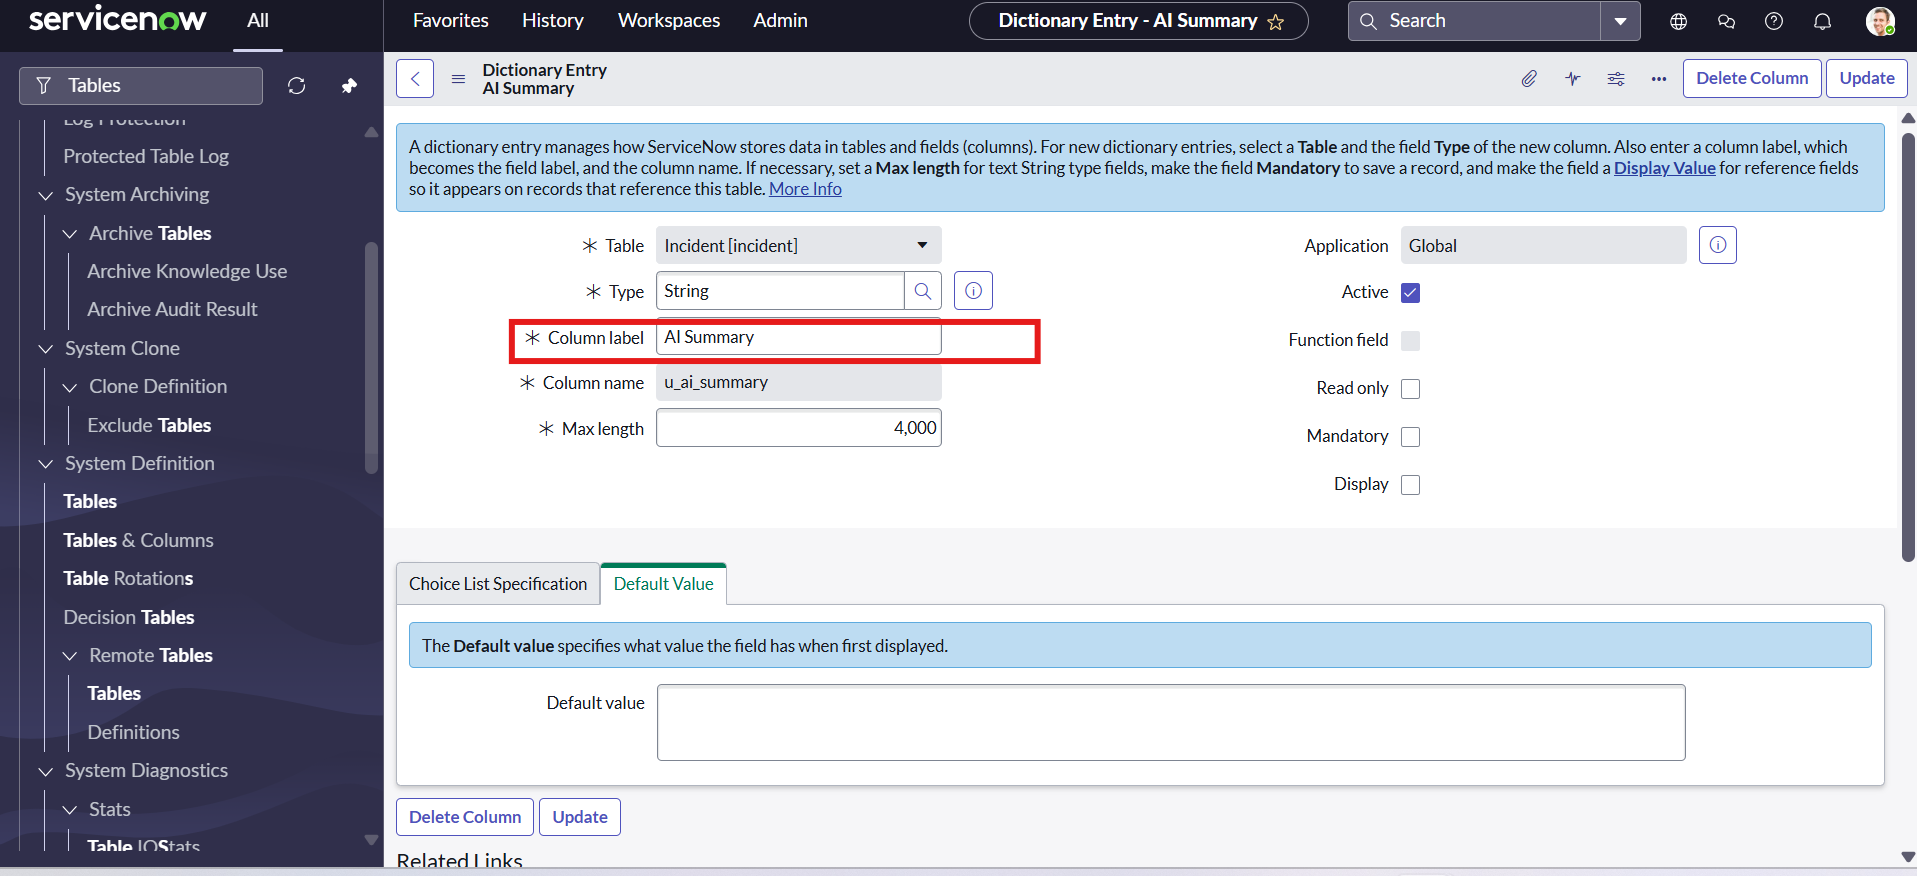 servicenow
All
Favorites
History
Workspaces
Admin
Dictionary Entry - AI Summary
Search
Tables
Log Protection
Protected Table Log
System Archiving
Archive Tables
Archive Knowledge Use
Archive Audit Result
System Clone
Clone Definition
Exclude Tables
System Definition
Tables
Tables & Columns
Table Rotations
Decision Tables
Remote Tables
Tables
Definitions
System Diagnostics
Stats
Table IOStats
Dictionary Entry
AI Summary
Delete Column
Update
A dictionary entry manages how ServiceNow stores data in tables and fields (columns). For new dictionary entries, select a Table and the field Type of the new column. Also enter a column label, which
becomes the field label, and the column name. If necessary, set a Max length for text String type fields, make the field Mandatory to save a record, and make the field a Display Value for reference fields
so it appears on records that reference this table. More Info
Table
Incident [incident]
Type
String
Column label
AI Summary
Column name
u_ai_summary
Max length
4,000
Application
Global
Active
Function field
Read only
Mandatory
Display
Choice List Specification
Default Value
The Default value specifies what value the field has when first displayed.
Default value
Delete Column
Update
Related Links